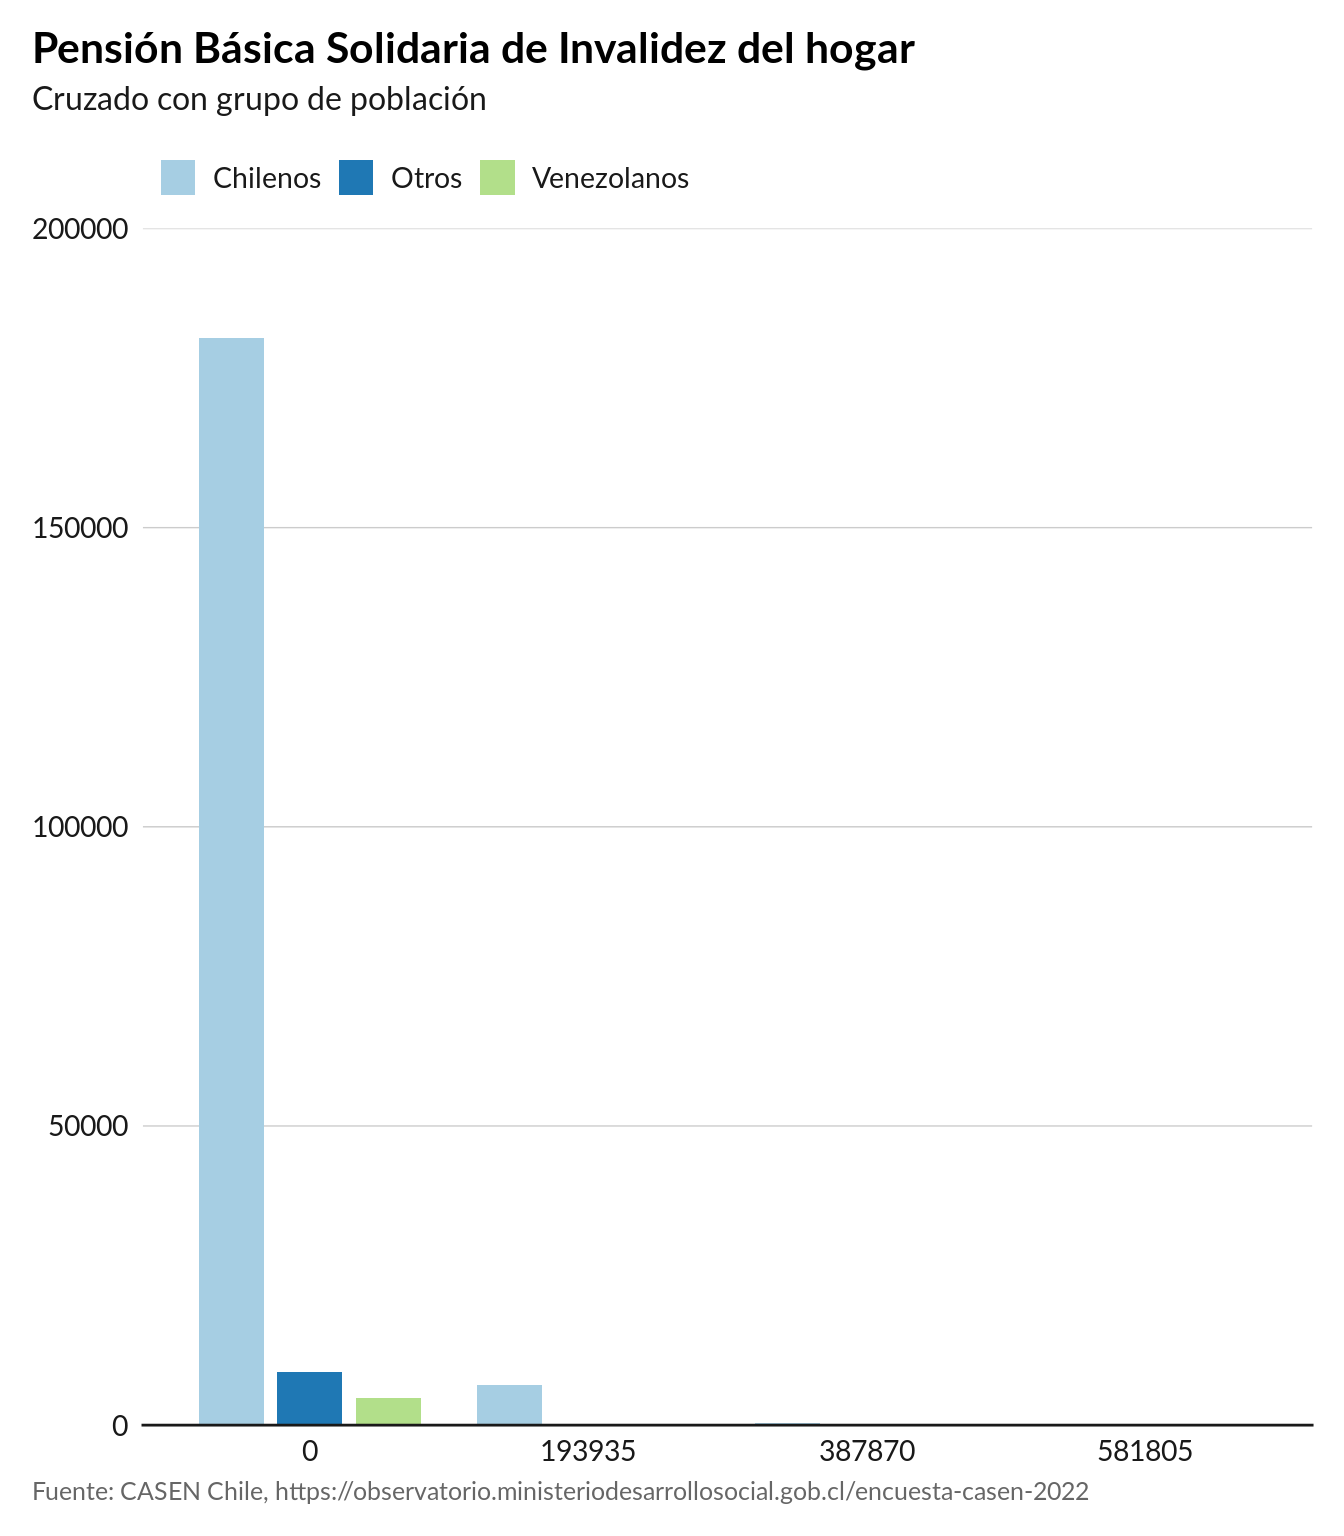 Pensión Básica Solidaria de Invalidez del hogar
Cruzado con grupo de población
Chilenos Otros Venezolanos
200000
150000
100000
50000
0
0 193935 387870 581805
Fuente: CASEN Chile, https://observatorio.ministeriodesarrollosocial.gob.cl/encuesta-casen-2022